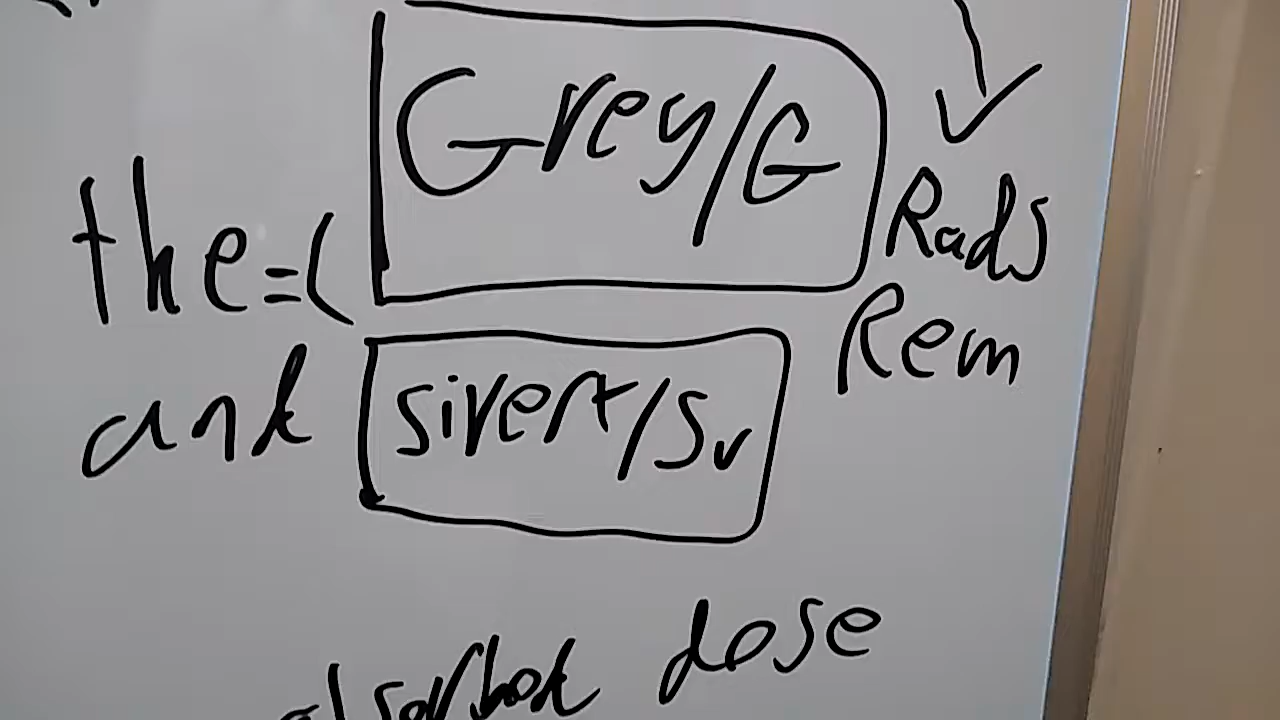 Grey/G
the=(
Rads
Rem
and
sivert/Sv
dose